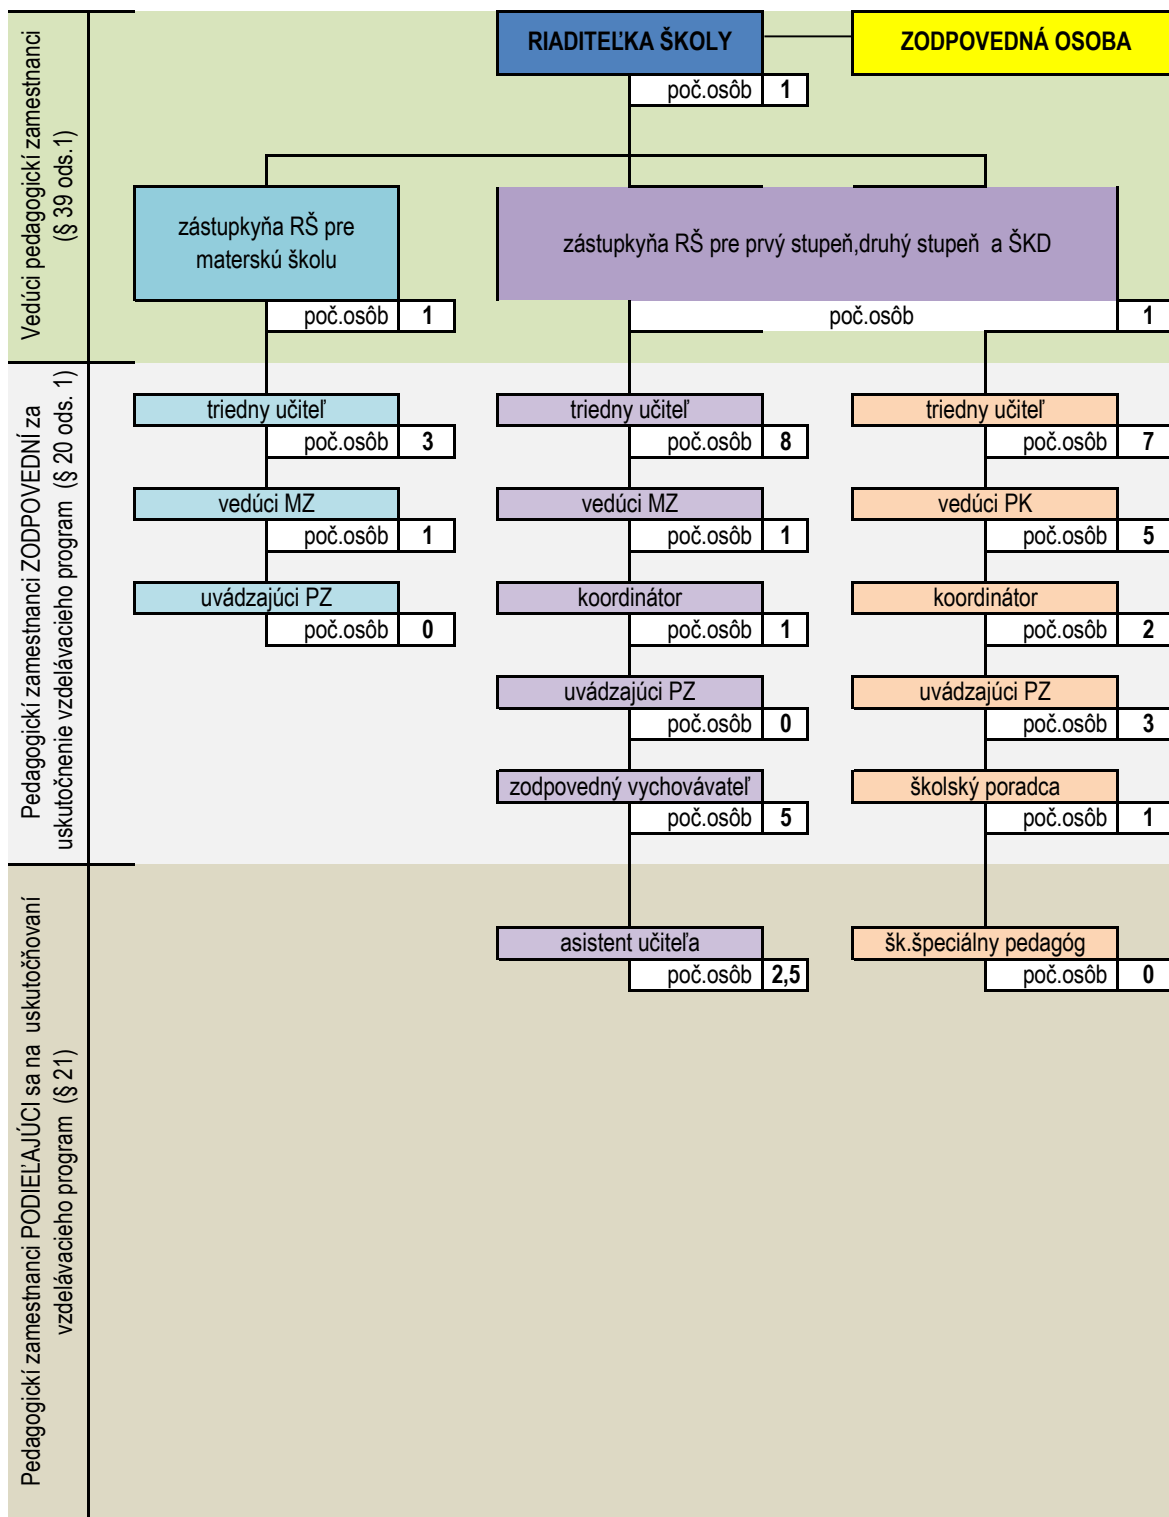 Vedúci pedagogickí zamestnanci
(§ 39 ods.1)
RIADITEĽKA ŠKOLY
ZODPOVEDNÁ OSOBA
poč.osôb 1
zástupkyňa RŠ pre
materskú školu
poč.osôb 1
zástupkyňa RŠ pre prvý stupeň,druhý stupeň a ŠKD
poč.osôb 1
Pedagogickí zamestnanci ZODPOVEDNÍ za
uskutočnenie vzdelávacieho program (§ 20 ods. 1)
triedny učiteľ
poč.osôb 3
vedúci MZ
poč.osôb 1
uvádzajúci PZ
poč.osôb 0
triedny učiteľ
poč.osôb 8
vedúci MZ
poč.osôb 1
koordinátor
poč.osôb 1
uvádzajúci PZ
poč.osôb 0
zodpovedný vychovávateľ
poč.osôb 5
triedny učiteľ
poč.osôb 7
vedúci PK
poč.osôb 5
koordinátor
poč.osôb 2
uvádzajúci PZ
poč.osôb 3
školský poradca
poč.osôb 1
Pedagogickí zamestnanci PODIEĽAJÚCI sa na uskutočňovaní
vzdelávacieho program (§ 21)
asistent učiteľa
poč.osôb 2,5
šk.špeciálny pedagóg
poč.osôb 0